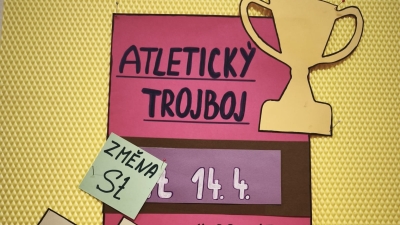 ATLETICKÝ
TROJBOJ
ZMĚNA
St
14. 4.